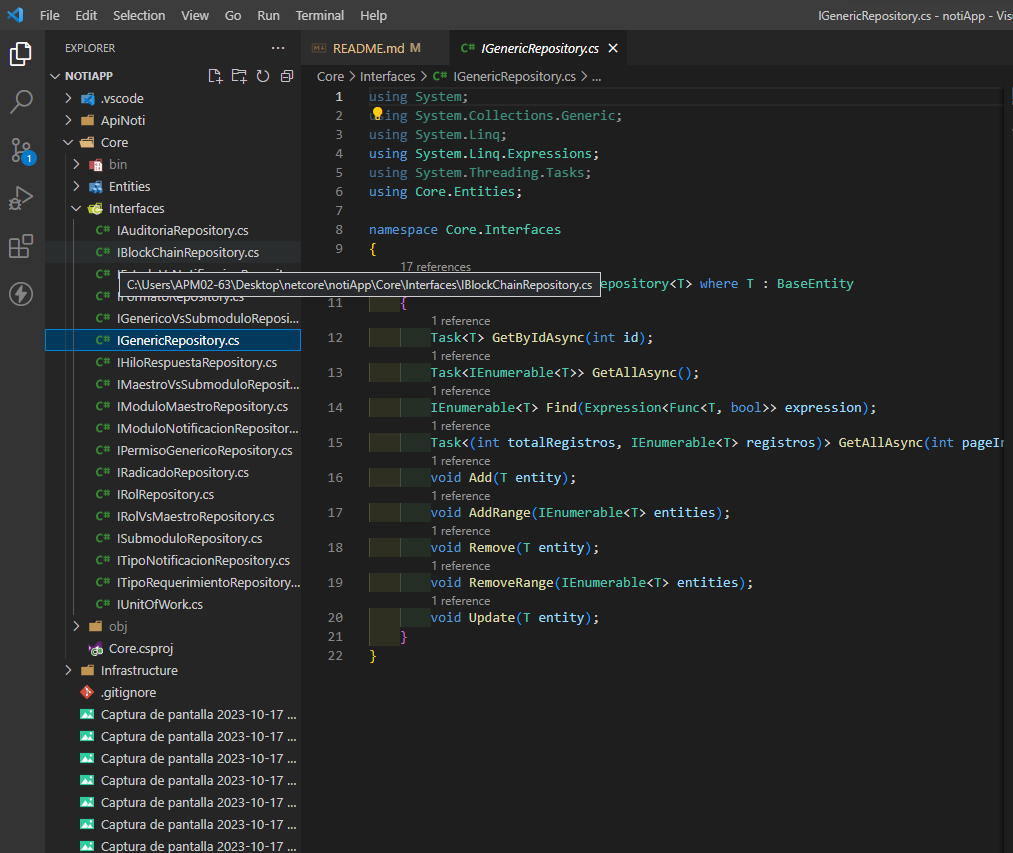 File Edit Selection View Go Run Terminal Help
IGenericRepository.cs - notiApp - Vis
EXPLORER
NOTIAPP
.vscode
ApiNoti
Core
bin
Entities
Interfaces
IAuditoriaRepository.cs
IBlockChainRepository.cs
C:\Users\APM02-63\Desktop\netcore\notiApp\Core\Interfaces\IBlockChainRepository.cs
IFormatoRepository.cs
IGenericoVsSubmoduloReposi...
IGenericRepository.cs
IHiloRespuestaRepository.cs
IMaestroVsSubmoduloReposit...
IModuloMaestroRepository.cs
IModuloNotificacionRepositor...
IPermisoGenericoRepository.cs
IRadicadoRepository.cs
IRolRepository.cs
IRolVsMaestroRepository.cs
ISubmoduloRepository.cs
ITipoNotificacionRepository.cs
ITipoRequerimientoRepository...
IUnitOfWork.cs
obj
Core.csproj
Infrastructure
.gitignore
Captura de pantalla 2023-10-17 ...
Captura de pantalla 2023-10-17 ...
Captura de pantalla 2023-10-17 ...
Captura de pantalla 2023-10-17 ...
Captura de pantalla 2023-10-17 ...
Captura de pantalla 2023-10-17 ...
Captura de pantalla 2023-10-17 ...
1
README.md M
C# IGenericRepository.cs
Core > Interfaces > C# IGenericRepository.cs > ...
1 using System;
2 using System.Collections.Generic;
3 using System.Linq;
4 using System.Linq.Expressions;
5 using System.Threading.Tasks;
6 using Core.Entities;
7
8 namespace Core.Interfaces
9 {
17 references
epository<T> where T : BaseEntity
11 {
1 reference
12 Task<T> GetByIdAsync(int id);
1 reference
13 Task<IEnumerable<T>> GetAllAsync();
1 reference
14 IEnumerable<T> Find(Expression<Func<T, bool>> expression);
1 reference
15 Task<(int totalRegistros, IEnumerable<T> registros)> GetAllAsync(int pageIn
1 reference
16 void Add(T entity);
1 reference
17 void AddRange(IEnumerable<T> entities);
1 reference
18 void Remove(T entity);
1 reference
19 void RemoveRange(IEnumerable<T> entities);
1 reference
20 void Update(T entity);
21 }
22 }